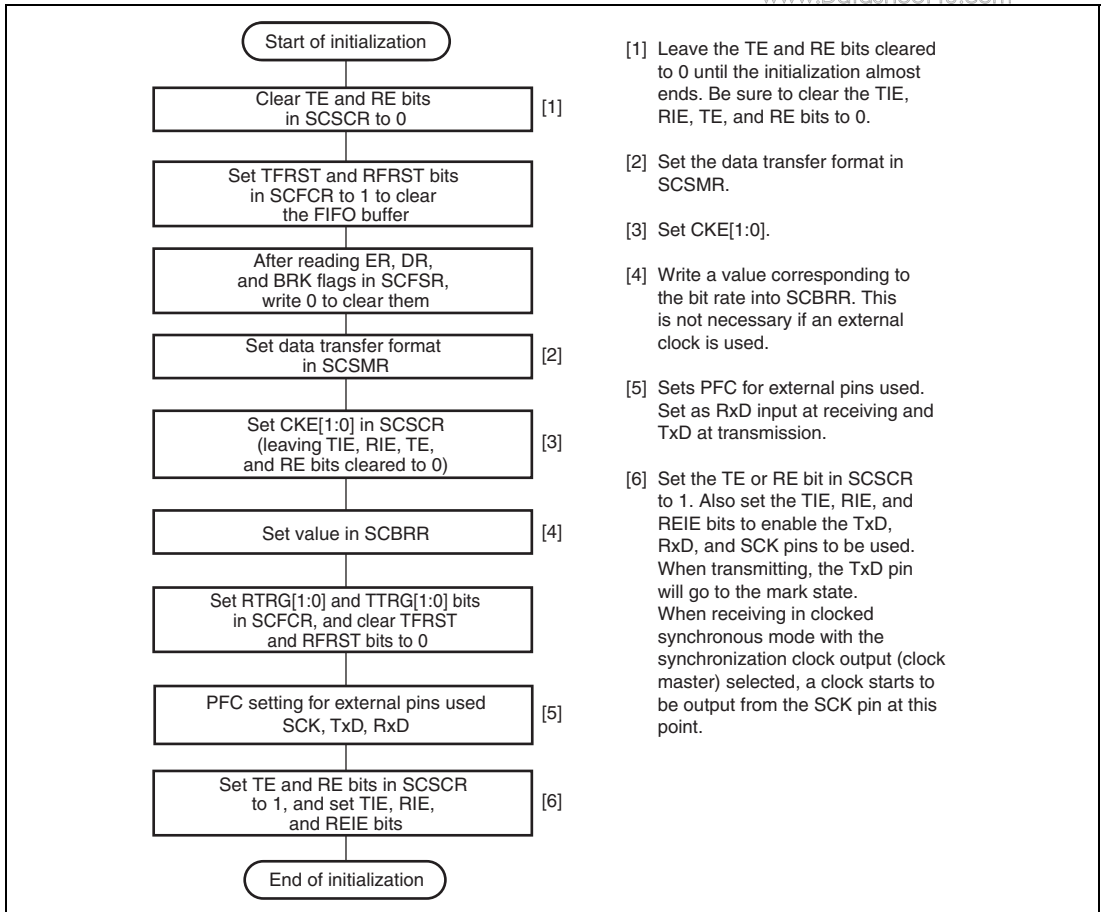 Start of initialization
Clear TE and RE bits
in SCSCR to 0
[1]
Set TFRST and RFRST bits
in SCFCR to 1 to clear
the FIFO buffer
After reading ER, DR,
and BRK flags in SCFSR,
write 0 to clear them
Set data transfer format
in SCSMR
[2]
Set CKE[1:0] in SCSCR
(leaving TIE, RIE, TE,
and RE bits cleared to 0)
[3]
Set value in SCBRR
[4]
Set RTRG[1:0] and TTRG[1:0] bits
in SCFCR, and clear TFRST
and RFRST bits to 0
PFC setting for external pins used
SCK, TxD, RxD
[5]
Set TE and RE bits in SCSCR
to 1, and set TIE, RIE,
and REIE bits
[6]
End of initialization
[1] Leave the TE and RE bits cleared
to 0 until the initialization almost
ends. Be sure to clear the TIE,
RIE, TE, and RE bits to 0.
[2] Set the data transfer format in
SCSMR.
[3] Set CKE[1:0].
[4] Write a value corresponding to
the bit rate into SCBRR. This
is not necessary if an external
clock is used.
[5] Sets PFC for external pins used.
Set as RxD input at receiving and
TxD at transmission.
[6] Set the TE or RE bit in SCSCR
to 1. Also set the TIE, RIE, and
REIE bits to enable the TxD,
RxD, and SCK pins to be used.
When transmitting, the TxD pin
will go to the mark state.
When receiving in clocked
synchronous mode with the
synchronization clock output (clock
master) selected, a clock starts to
be output from the SCK pin at this
point.